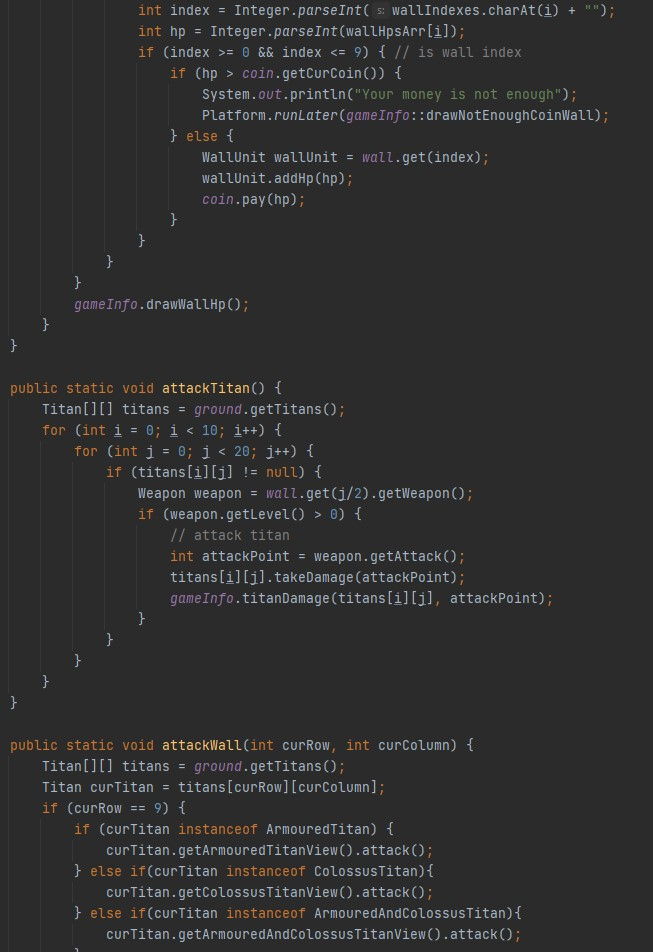 int index = Integer.parseInt( s: wallIndexes.charAt(i) + "");
int hp = Integer.parseInt(wallHpsArr[i]);
if (index >= 0 && index <= 9) { // is wall index
if (hp > coin.getCurCoin()) {
System.out.println("Your money is not enough");
Platform.runLater(gameInfo::drawNotEnoughCoinWall);
} else {
WallUnit wallUnit = wall.get(index);
wallUnit.addHp(hp);
coin.pay(hp);
}
}
}
}
gameInfo.drawWallHp();
}
}
public static void attackTitan() {
Titan[][] titans = ground.getTitans();
for (int i = 0; i < 10; i++) {
for (int j = 0; j < 20; j++) {
if (titans[i][j] != null) {
Weapon weapon = wall.get(j/2).getWeapon();
if (weapon.getLevel() > 0) {
// attack titan
int attackPoint = weapon.getAttack();
titans[i][j].takeDamage(attackPoint);
gameInfo.titanDamage(titans[i][j], attackPoint);
}
}
}
}
}
public static void attackWall(int curRow, int curColumn) {
Titan[][] titans = ground.getTitans();
Titan curTitan = titans[curRow][curColumn];
if (curRow == 9) {
if (curTitan instanceof ArmouredTitan) {
curTitan.getArmouredTitanView().attack();
} else if(curTitan instanceof ColossusTitan){
curTitan.getColossusTitanView().attack();
} else if(curTitan instanceof ArmouredAndColossusTitan){
curTitan.getArmouredAndColossusTitanView().attack();
}